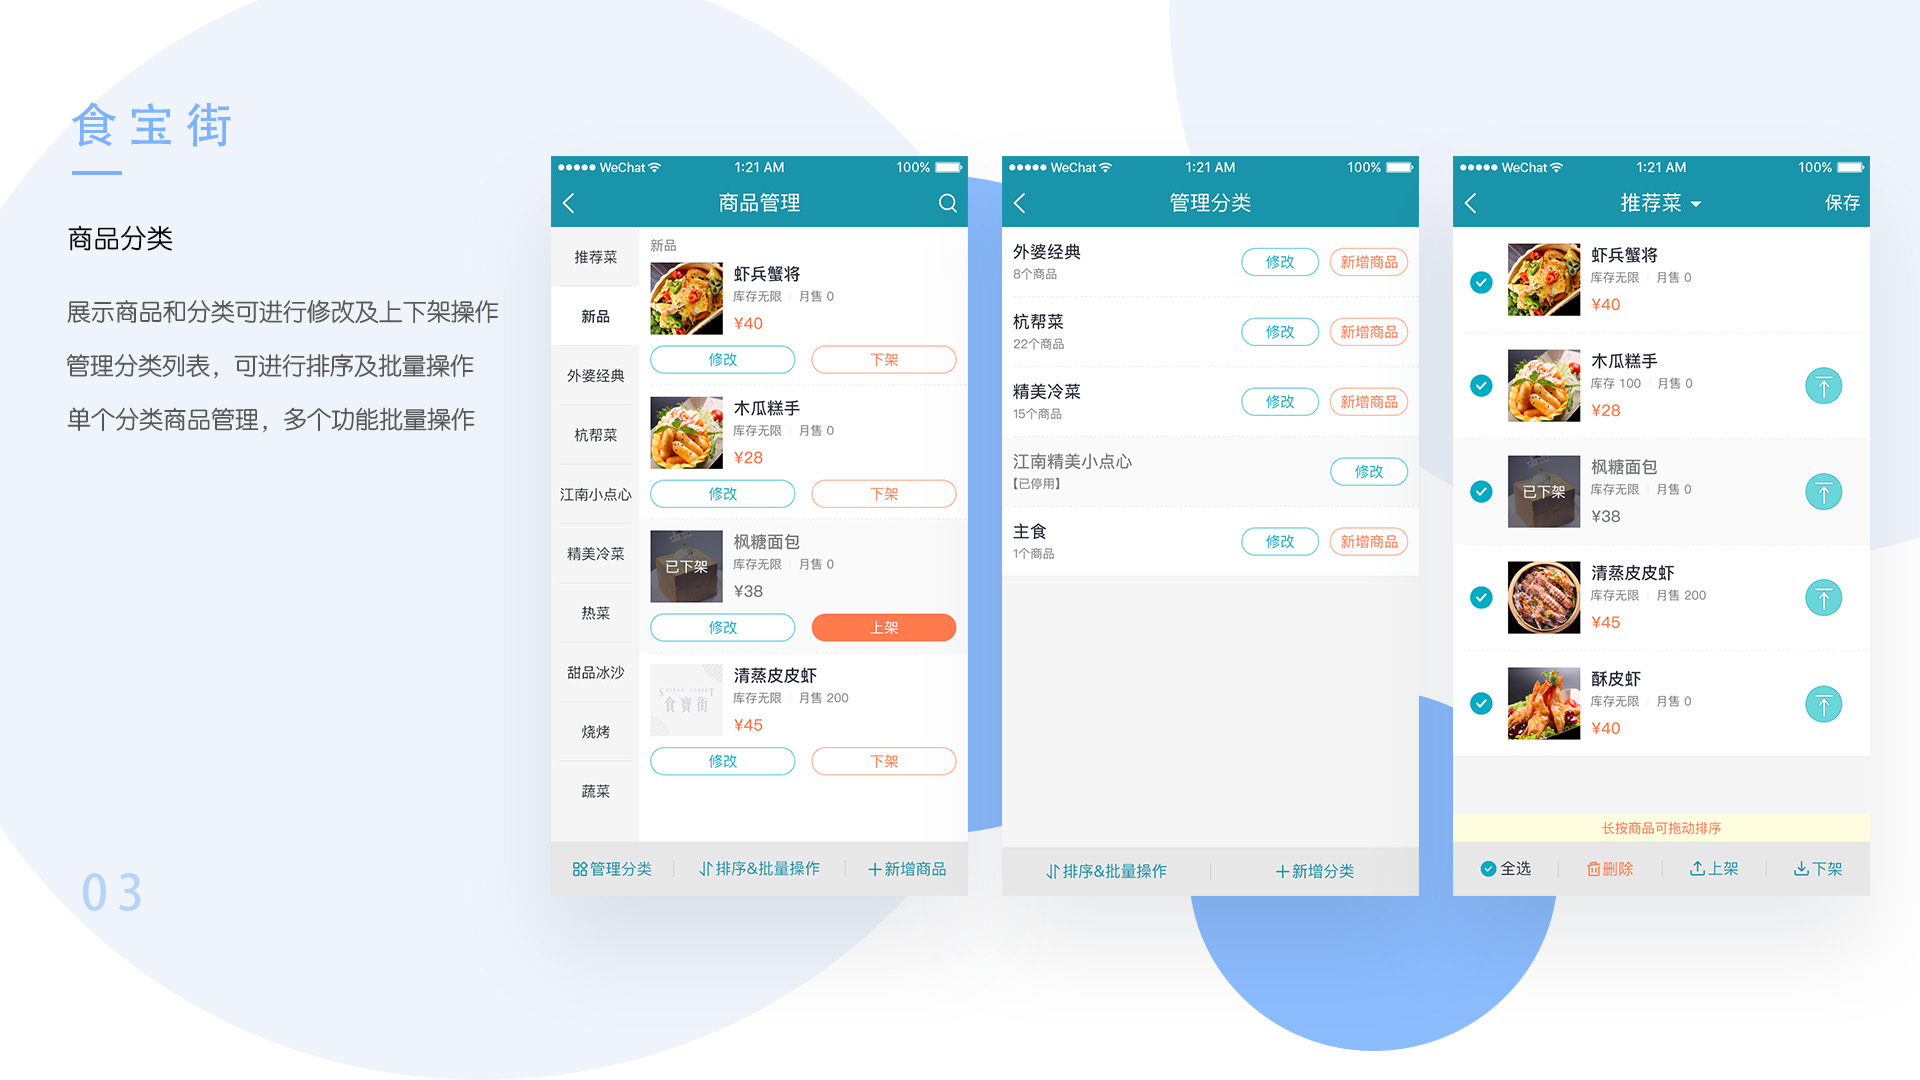 食宝街
商品分类
展示商品和分类可进行修改及上下架操作
管理分类列表，可进行排序及批量操作
单个分类商品管理，多个功能批量操作
03
WeChat 1:21 AM 100%
商品管理
推荐菜
新品
外婆经典
杭帮菜
江南小点心
精美冷菜
热菜
甜品冰沙
烧烤
蔬菜
新品
虾兵蟹将
库存无限 月售 0
¥40
修改 下架
木瓜糕手
库存无限 月售 0
¥28
修改 下架
已下架
枫糖面包
库存无限 月售 0
¥38
修改 上架
食寶街
清蒸皮皮虾
库存无限 月售 200
¥45
修改 下架
管理分类 排序&批量操作 新增商品
WeChat 1:21 AM 100%
管理分类
外婆经典
8个商品
修改 新增商品
杭帮菜
22个商品
修改 新增商品
精美冷菜
15个商品
修改 新增商品
江南精美小点心
【已停用】
修改
主食
1个商品
修改 新增商品
排序&批量操作 新增分类
WeChat 1:21 AM 100%
推荐菜 保存
虾兵蟹将
库存无限 月售 0
¥40
木瓜糕手
库存 100 月售 0
¥28
已下架
枫糖面包
库存无限 月售 0
¥38
清蒸皮皮虾
库存无限 月售 200
¥45
酥皮虾
库存无限 月售 0
¥40
长按商品可拖动排序
全选 删除 上架 下架